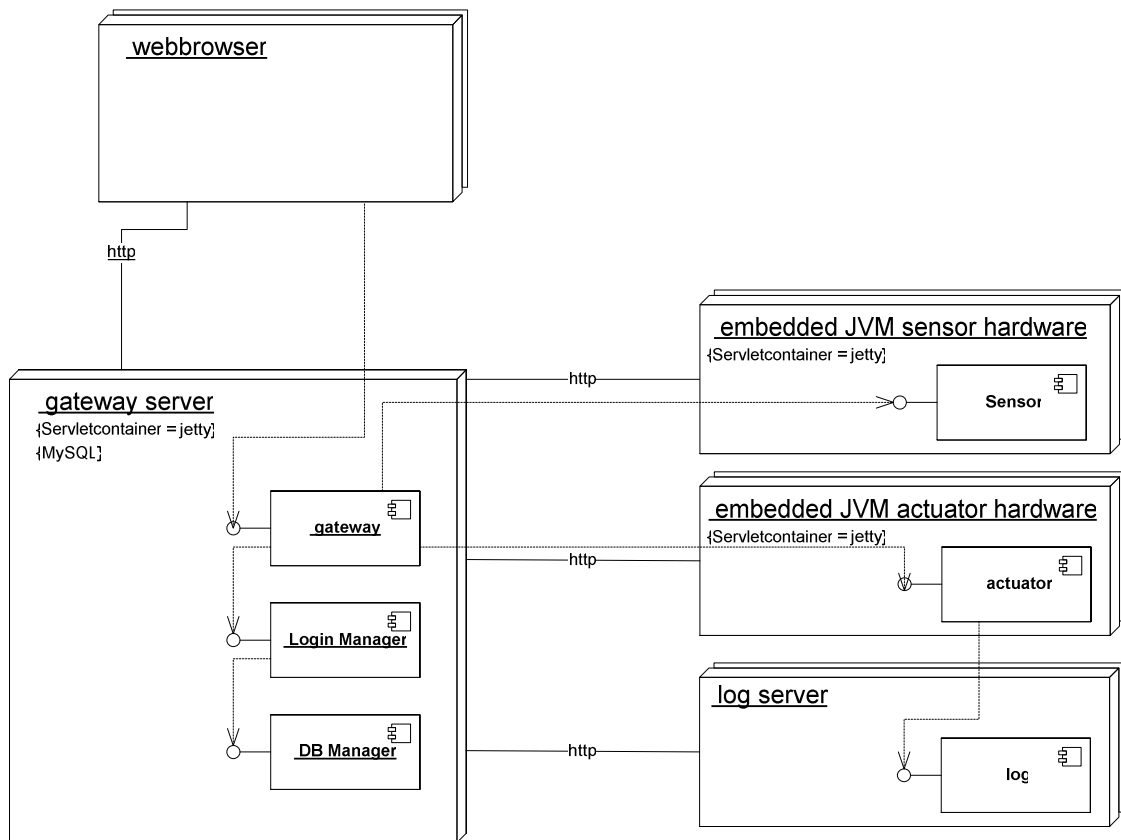 webbrowser
http
embedded JVM sensor hardware
{Servletcontainer = jetty}
Sensor
http
gateway server
{Servletcontainer = jetty}
{MySQL}
gateway
embedded JVM actuator hardware
{Servletcontainer = jetty}
http
actuator
Login Manager
log server
DB Manager
http
log